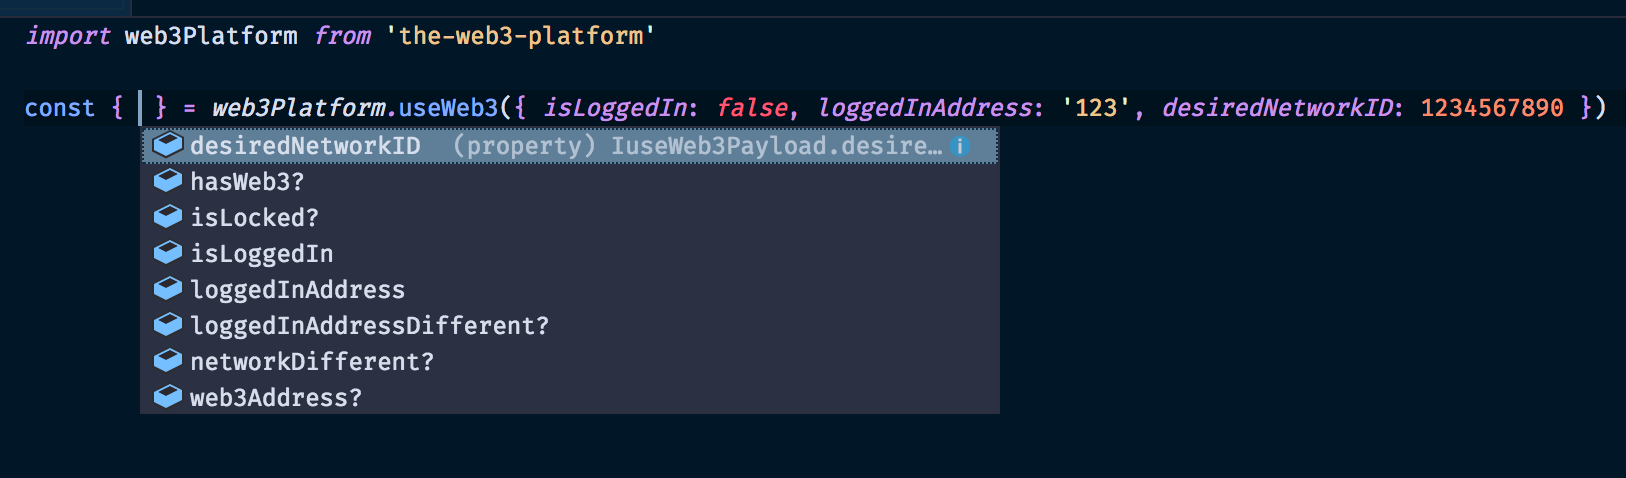 import web3Platform from 'the-web3-platform'
const { } = web3Platform.useWeb3({ isLoggedIn: false, loggedInAddress: '123', desiredNetworkID: 1234567890 })
desiredNetworkID (property) IuseWeb3Payload.desire…
hasWeb3?
isLocked?
isLoggedIn
loggedInAddress
loggedInAddressDifferent?
networkDifferent?
web3Address?